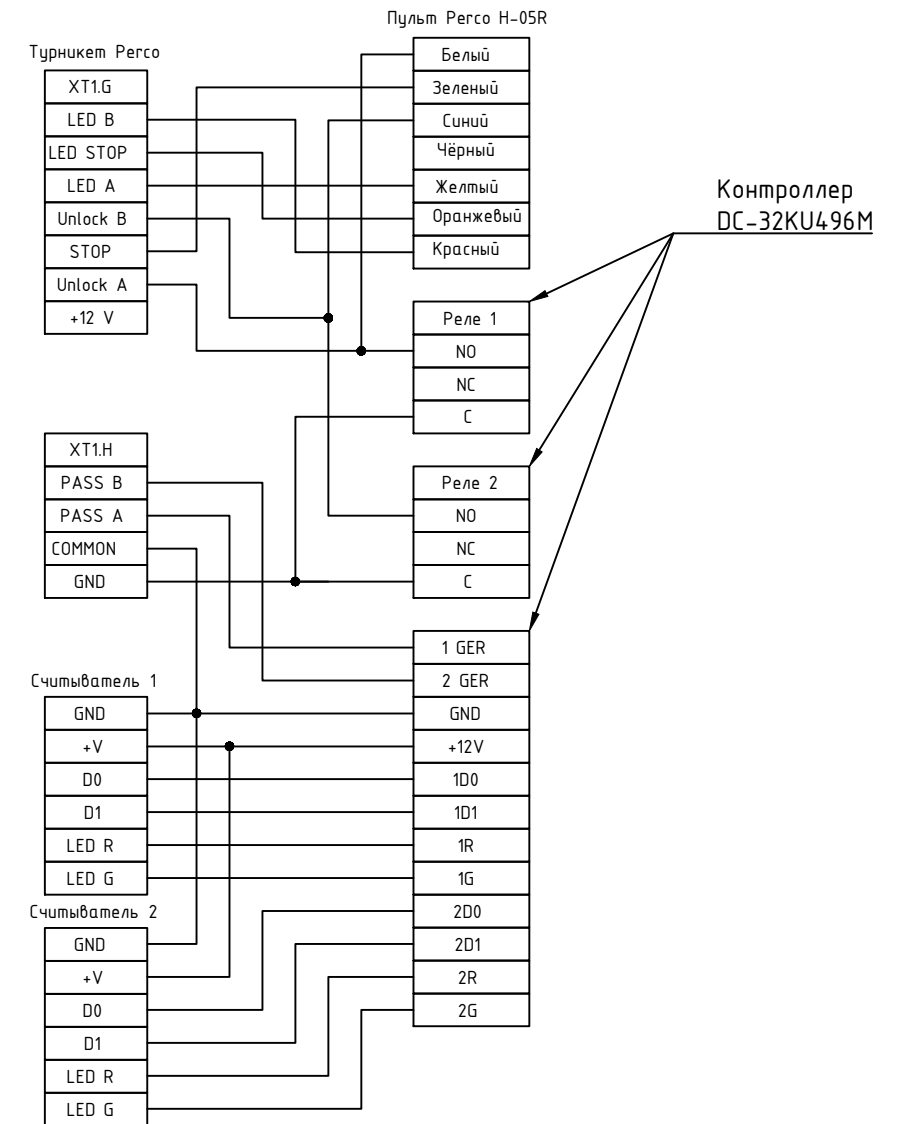 Пульт Perco H-05R
Белый
Зеленый
Синий
Чёрный
Желтый
Оранжевый
Красный
Турникет Perco
XT1.G
LED B
LED STOP
LED A
Unlock B
STOP
Unlock A
+12 V
Контроллер
DC-32KU496M
Реле 1
NO
NC
C
XT1.H
PASS B
PASS A
COMMON
GND
Реле 2
NO
NC
C
Считыватель 1
GND
+V
D0
D1
LED R
LED G
Считыватель 2
GND
+V
D0
D1
LED R
LED G
1 GER
2 GER
GND
+12V
1D0
1D1
1R
1G
2D0
2D1
2R
2G